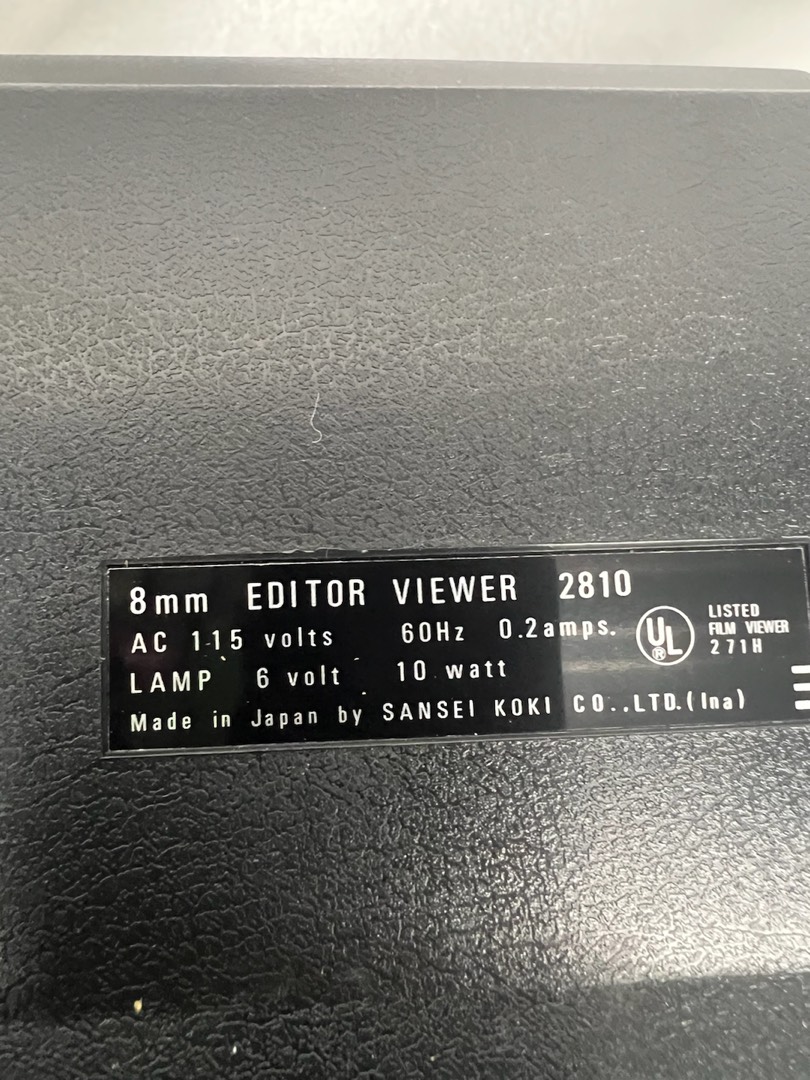 8mm EDITOR VIEWER 2810
AC 115 volts 60Hz 0.2amps.
LAMP 6 volt 10 watt
Made in Japan by SANSEI KOKI CO.,LTD.(Ina)
UL ®
LISTED
FILM VIEWER
271H